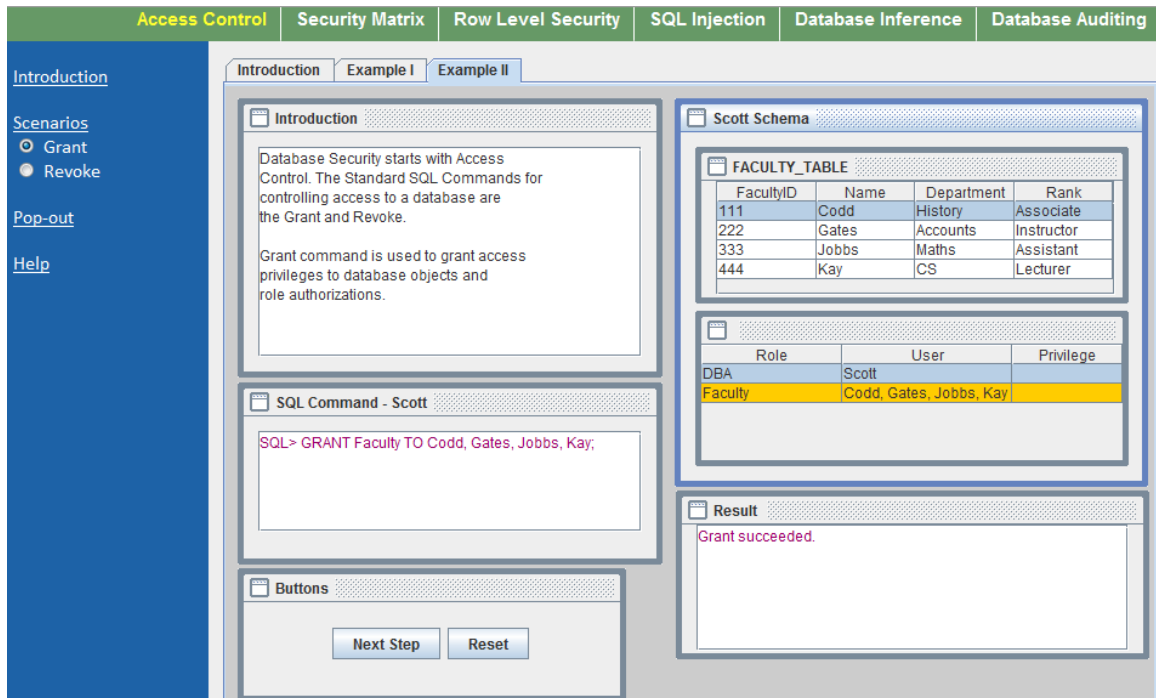 Access Control Security Matrix Row Level Security SQL Injection Database Inference Database Auditing
Introduction
Scenarios
Grant
Revoke
Pop-out
Help
Introduction Example I Example II
Introduction
Database Security starts with Access
Control. The Standard SQL Commands for
controlling access to a database are
the Grant and Revoke.
Grant command is used to grant access
privileges to database objects and
role authorizations.
SQL Command - Scott
SQL> GRANT Faculty TO Codd, Gates, Jobbs, Kay;
Buttons
Next Step Reset
Scott Schema
FACULTY_TABLE
FacultyID Name Department Rank
111 Codd History Associate
222 Gates Accounts Instructor
333 Jobbs Maths Assistant
444 Kay CS Lecturer
Role User Privilege
DBA Scott
Faculty Codd, Gates, Jobbs, Kay
Result
Grant succeeded.